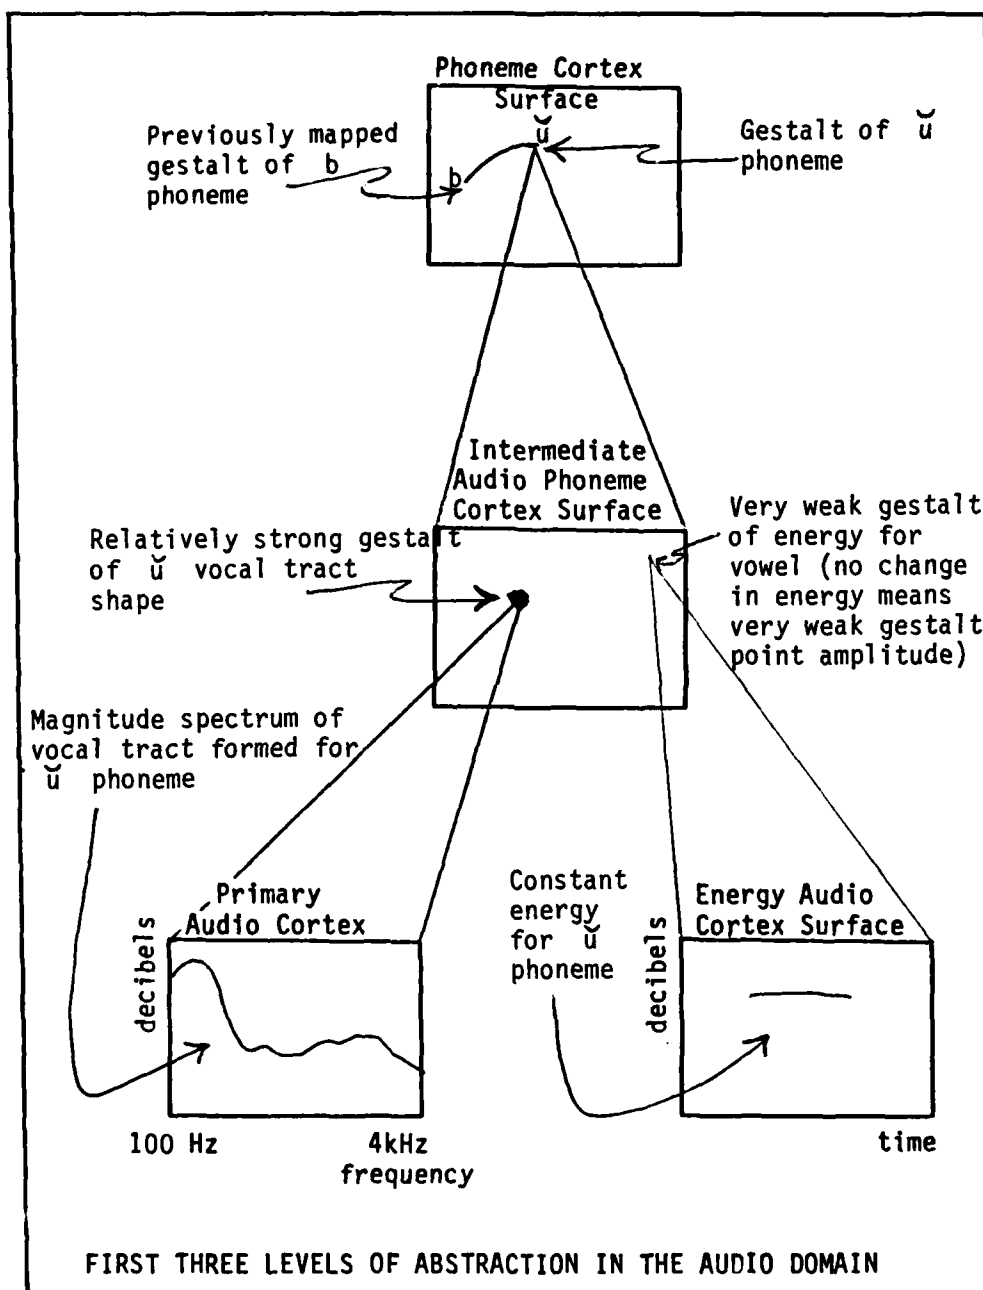 Phoneme Cortex
Surface
ŭ
b
Previously mapped
gestalt of b
phoneme
Gestalt of ŭ
phoneme
Intermediate
Audio Phoneme
Cortex Surface
Relatively strong gestalt
of ŭ vocal tract
shape
Very weak gestalt
of energy for
vowel (no change
in energy means
very weak gestalt
point amplitude)
Magnitude spectrum of
vocal tract formed for
ŭ phoneme
Primary
Audio Cortex
decibels
100 Hz
4kHz
frequency
Constant
energy
for ŭ
phoneme
Energy Audio
Cortex Surface
decibels
time
FIRST THREE LEVELS OF ABSTRACTION IN THE AUDIO DOMAIN